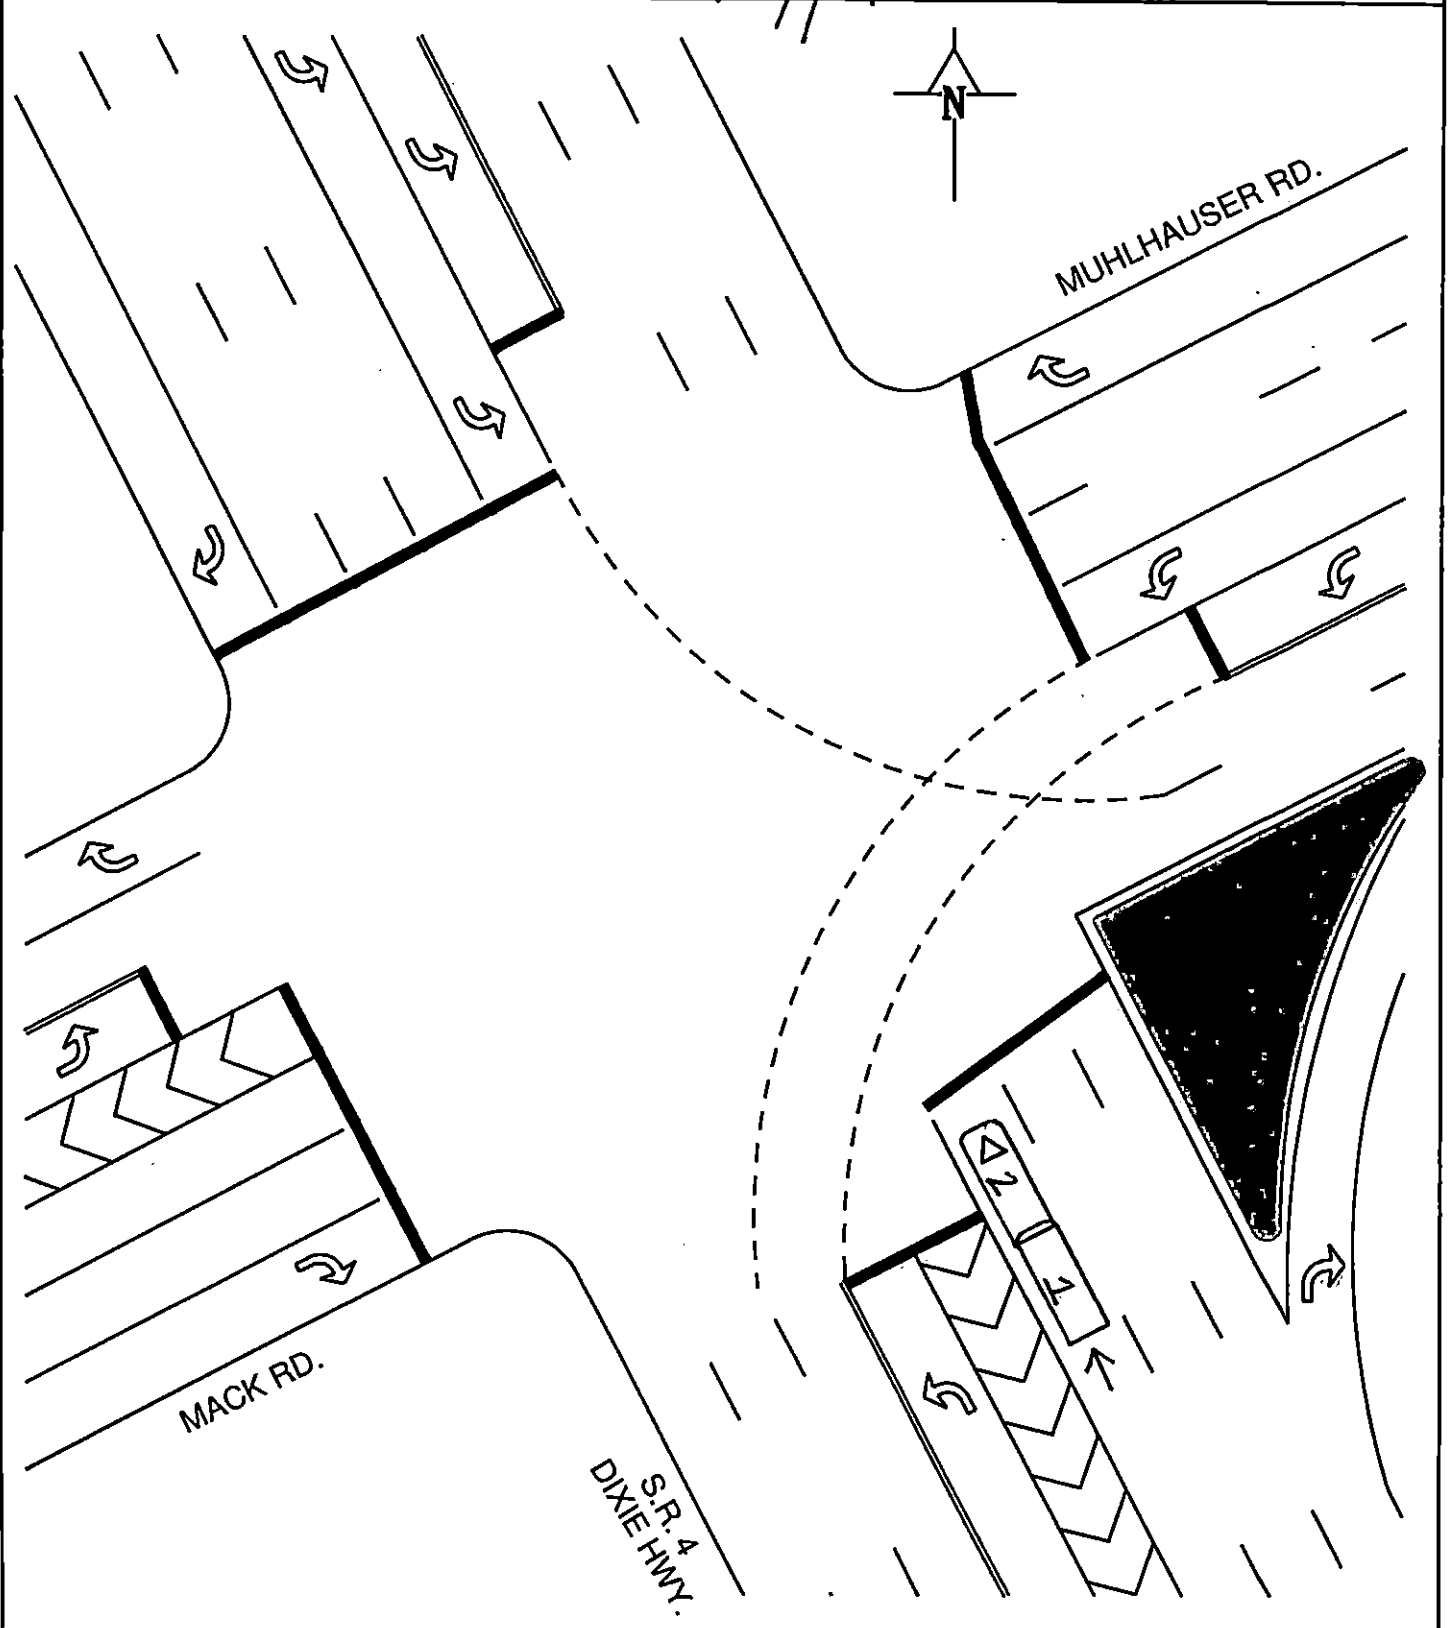 N
MUHLHAUSER RD.
2
1
MACK RD.
S.R. 4
DIXIE HWY.